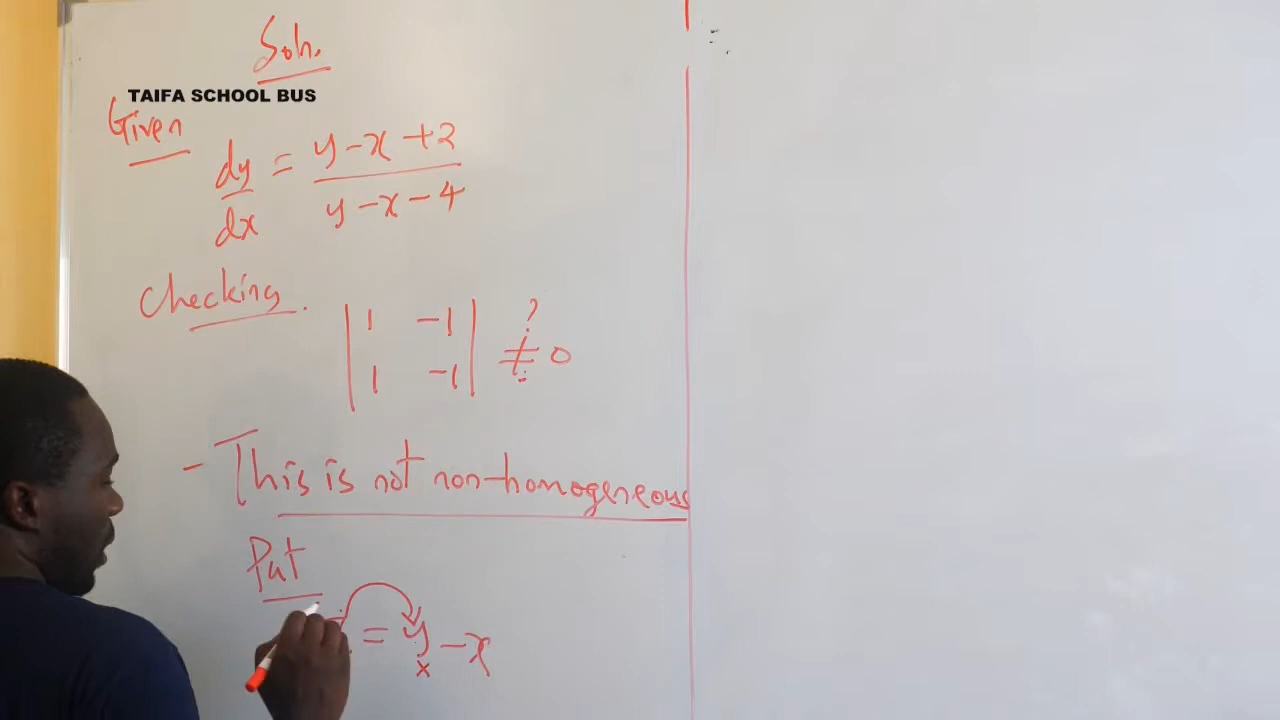 Soln.
TAIFA SCHOOL BUS
Given
dy/dx = y-x+2 / y-x-4
Checking.
| 1 -1 | ?
| 1 -1 | ≠ 0
- This is not non-homogeneous
Put
= y - x
x